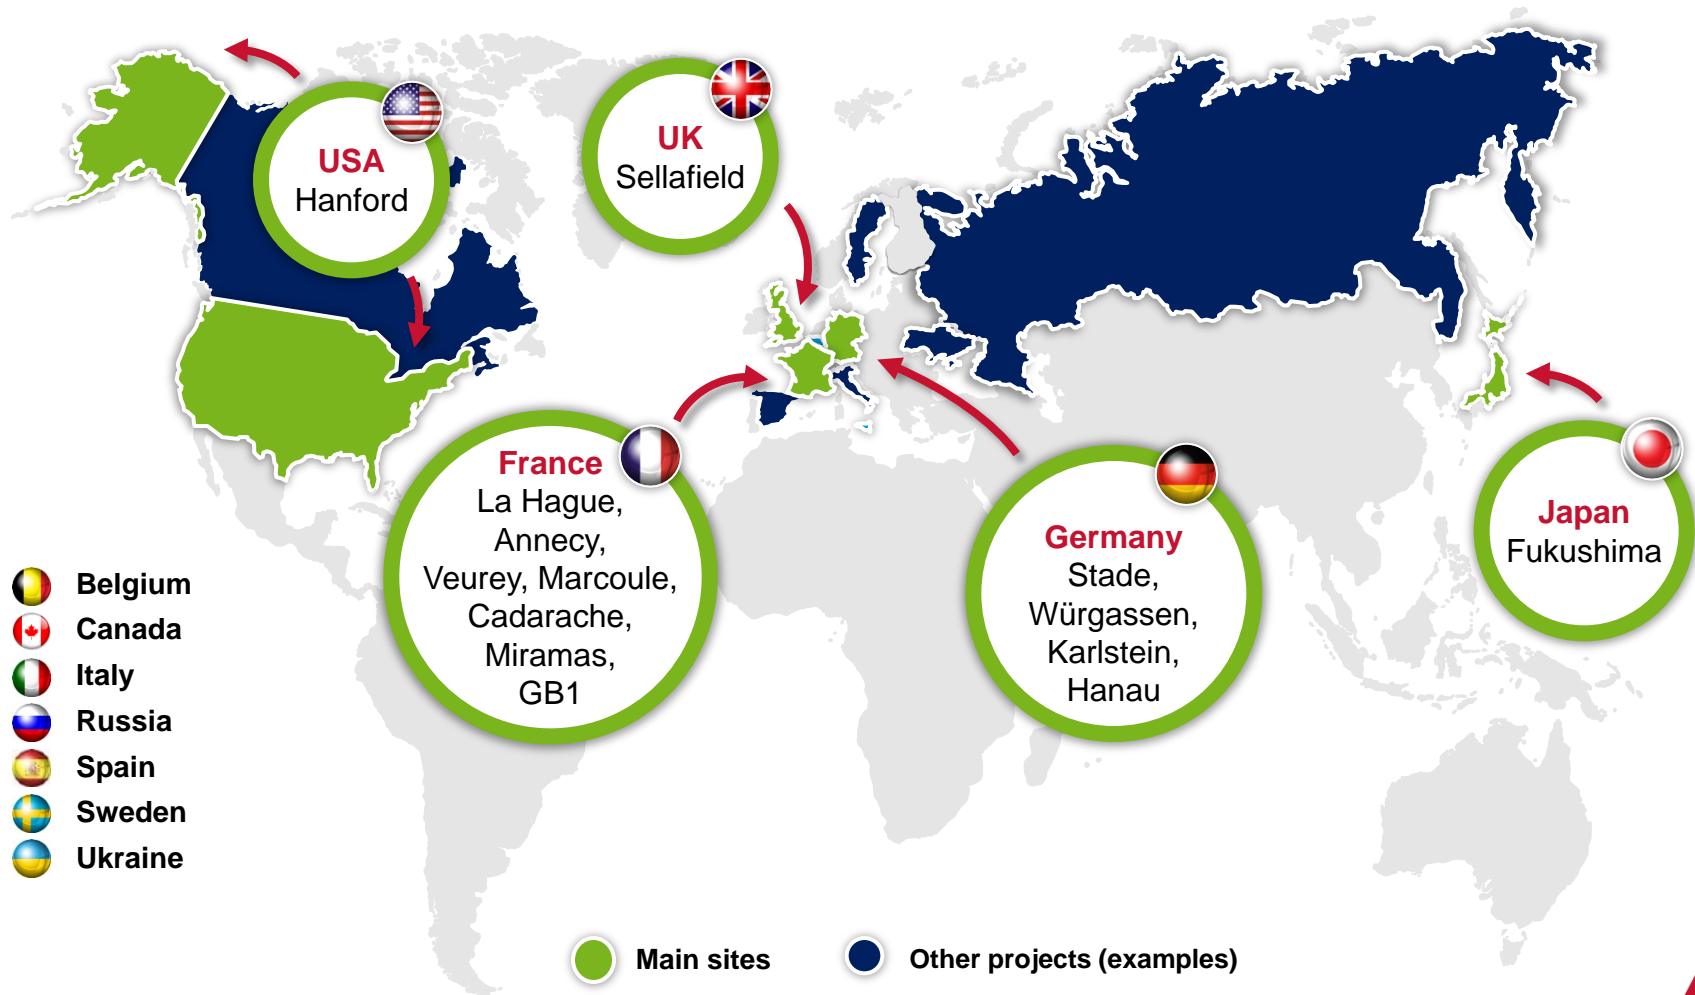 USA
Hanford
UK
Sellafield
France
La Hague,
Annecy,
Veurey, Marcoule,
Cadarache,
Miramas,
GB1
Germany
Stade,
Würgassen,
Karlstein,
Hanau
Japan
Fukushima
Belgium
Canada
Italy
Russia
Spain
Sweden
Ukraine
Main sites
Other projects (examples)